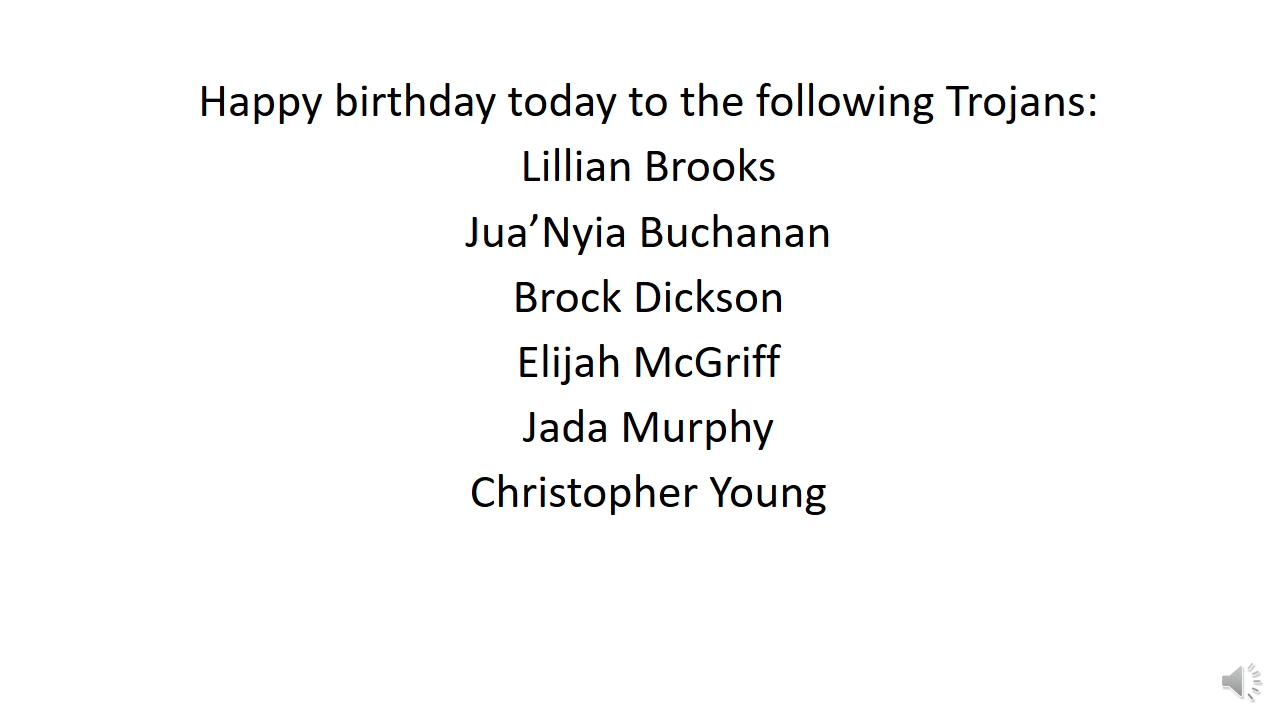 Happy birthday today to the following Trojans:
Lillian Brooks
Jua’Nyia Buchanan
Brock Dickson
Elijah McGriff
Jada Murphy
Christopher Young